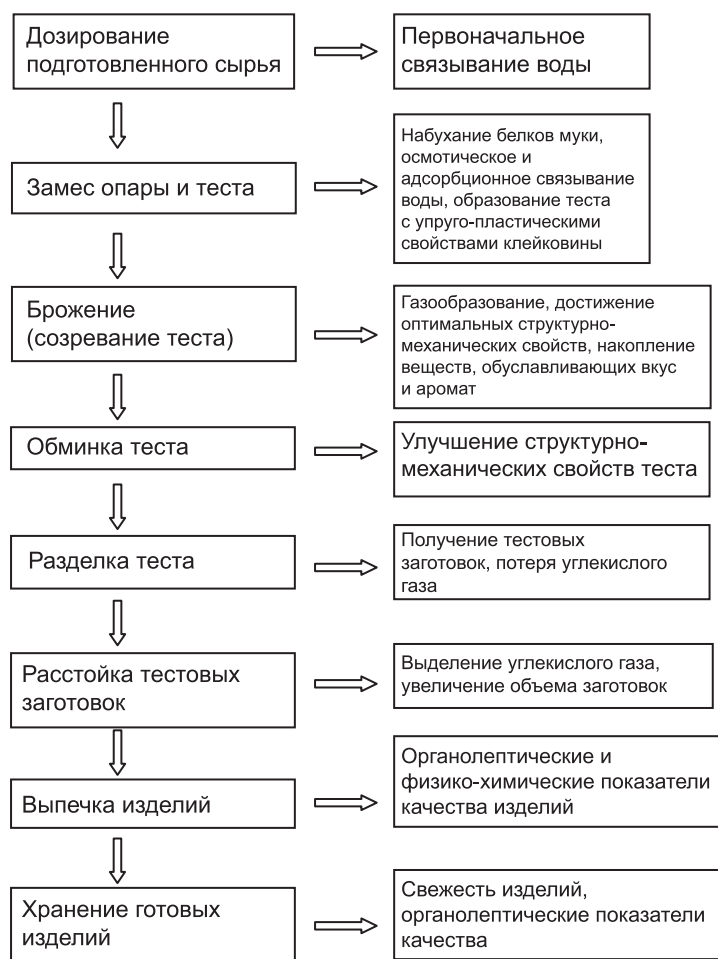 Дозирование
подготовленного сырья
Первоначальное
связывание воды
Замес опары и теста
Набухание белков муки,
осмотическое и
адсорбционное связывание
воды, образование теста
с упруго-пластическими
свойствами клейковины
Брожение
(созревание теста)
Газообразование, достижение
оптимальных структурно-
механических свойств, накопление
веществ, обуславливающих вкус
и аромат
Обминка теста
Улучшение структурно-
механических свойств теста
Разделка теста
Получение тестовых
заготовок, потеря углекислого
газа
Расстойка тестовых
заготовок
Выделение углекислого газа,
увеличение объема заготовок
Выпечка изделий
Органолептические и
физико-химические показатели
качества изделий
Хранение готовых
изделий
Свежесть изделий,
органолептические показатели
качества